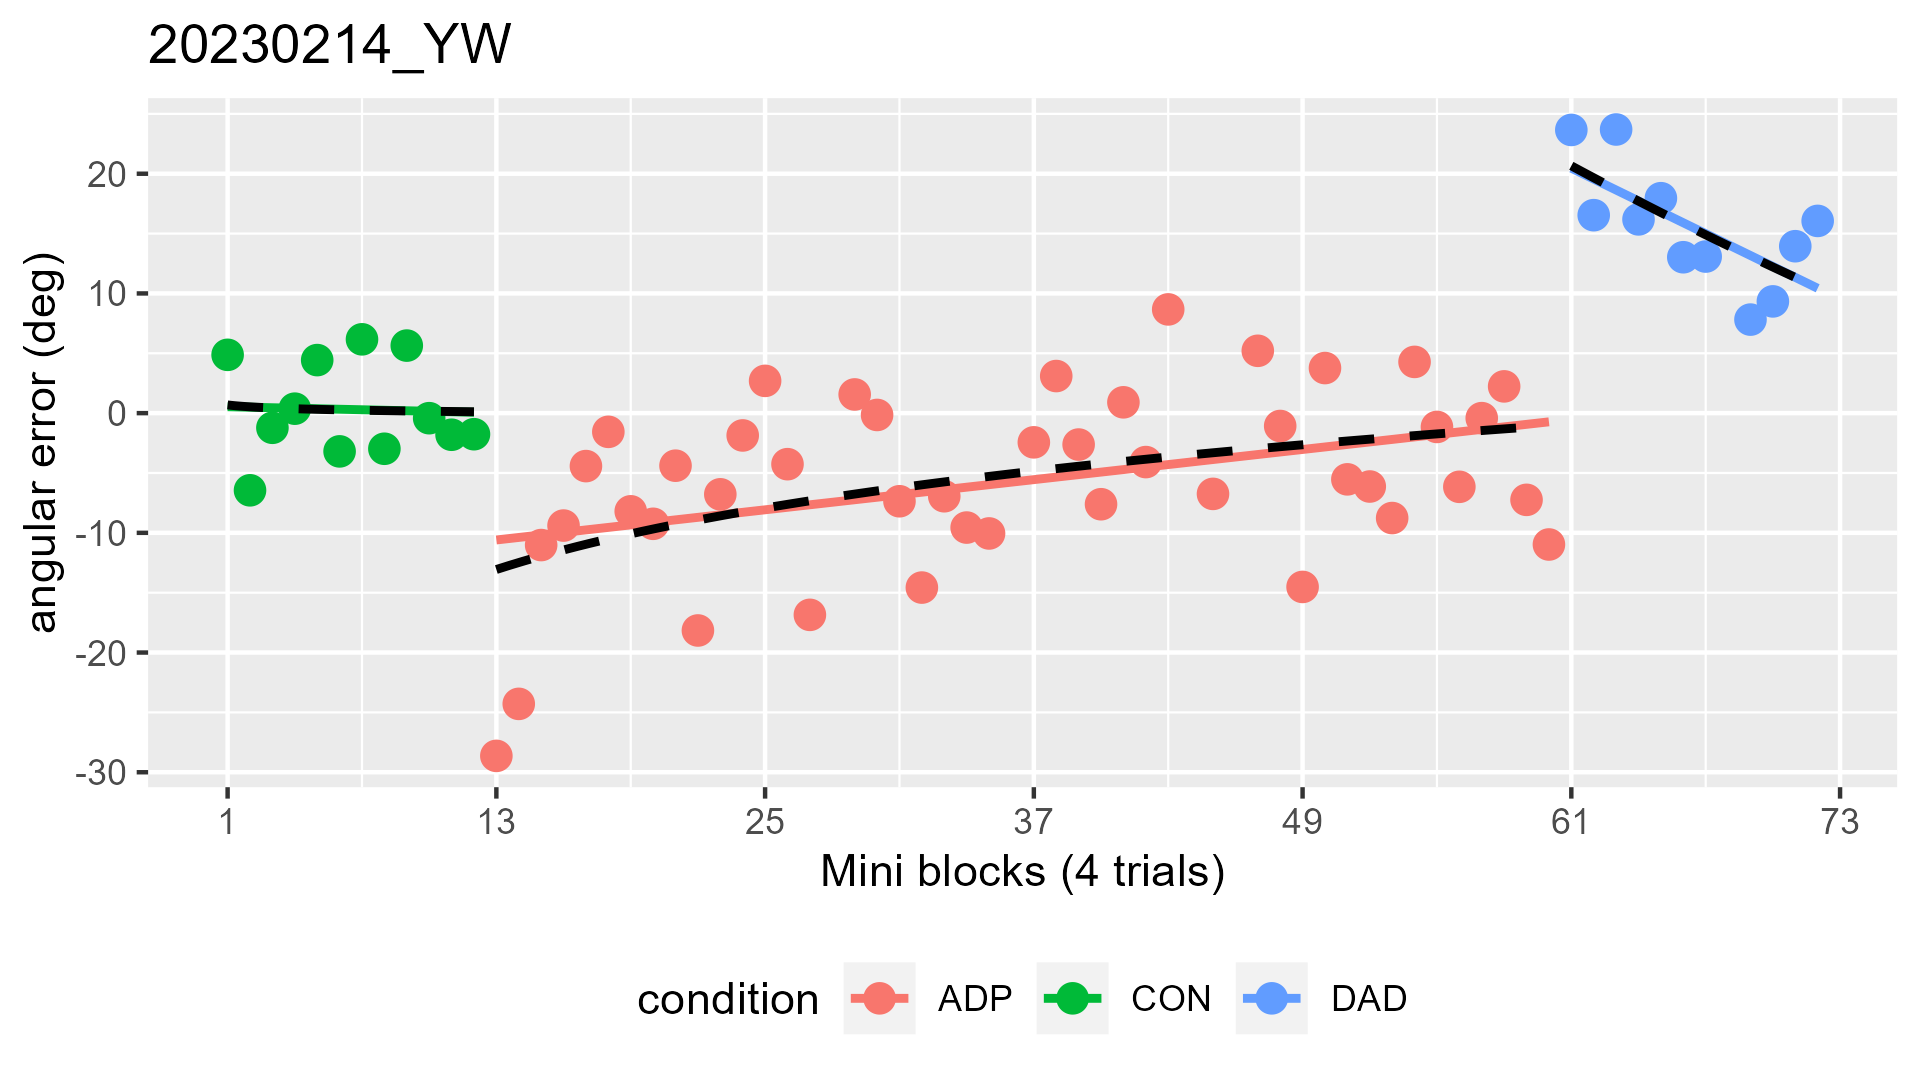 20230214_YW
angular error (deg)
20
10
0
-10
-20
-30
1 13 25 37 49 61 73
Mini blocks (4 trials)
condition ADP CON DAD